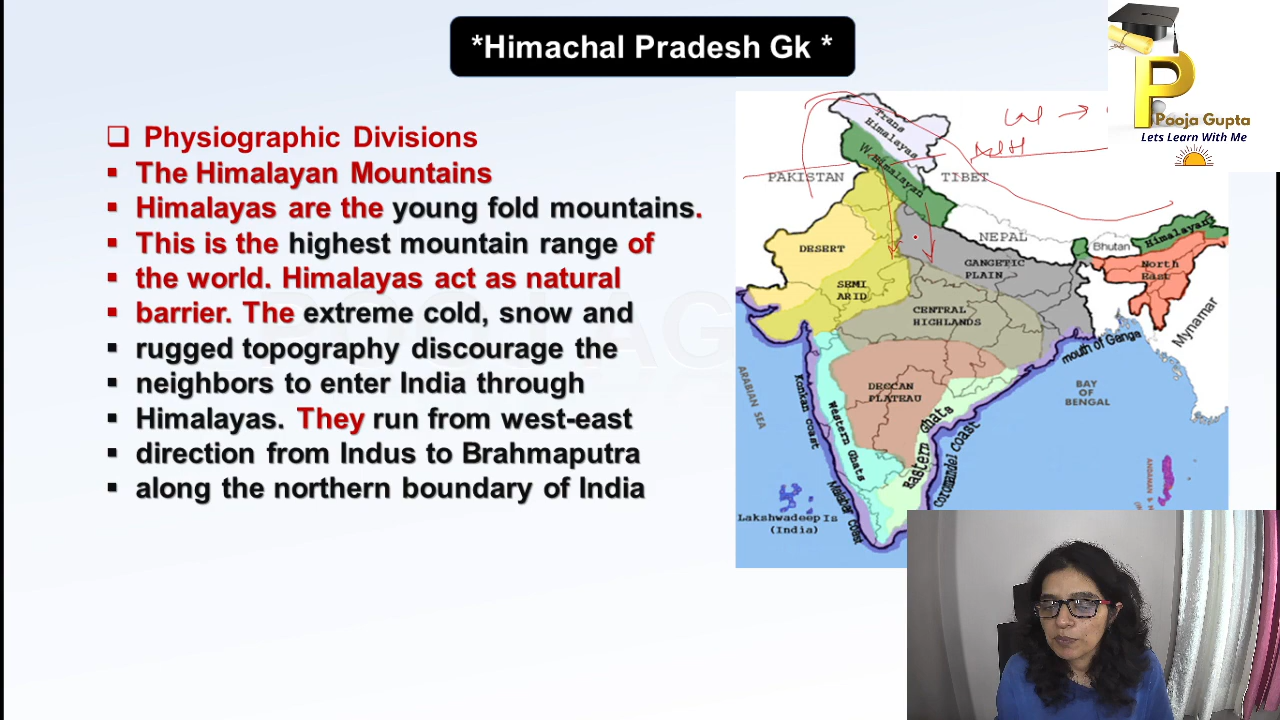 *Himachal Pradesh Gk *
P
Pooja Gupta
Lets Learn With Me
❑ Physiographic Divisions
▪ The Himalayan Mountains
▪ Himalayas are the young fold mountains.
▪ This is the highest mountain range of
▪ the world. Himalayas act as natural
▪ barrier. The extreme cold, snow and
▪ rugged topography discourage the
▪ neighbors to enter India through
▪ Himalayas. They run from west-east
▪ direction from Indus to Brahmaputra
▪ along the northern boundary of India
Trans
Himalayas
W. Himalayan
PAKISTAN
TIBET
NEPAL
Bhutan
Himalayang
DESERT
GANGETIC
PLAIN
North
East
SEMI
ARID
CENTRAL
HIGHLANDS
Mynamar
mouth of Ganga
ARABIAN SEA
Konkan coast
Western Ghats
DECCAN
PLATEAU
BAY
OF
BENGAL
Eastern Ghats
Coromandel coast
Malabar coast
Lakshwadeep Is
(India)
ANDAMAN &